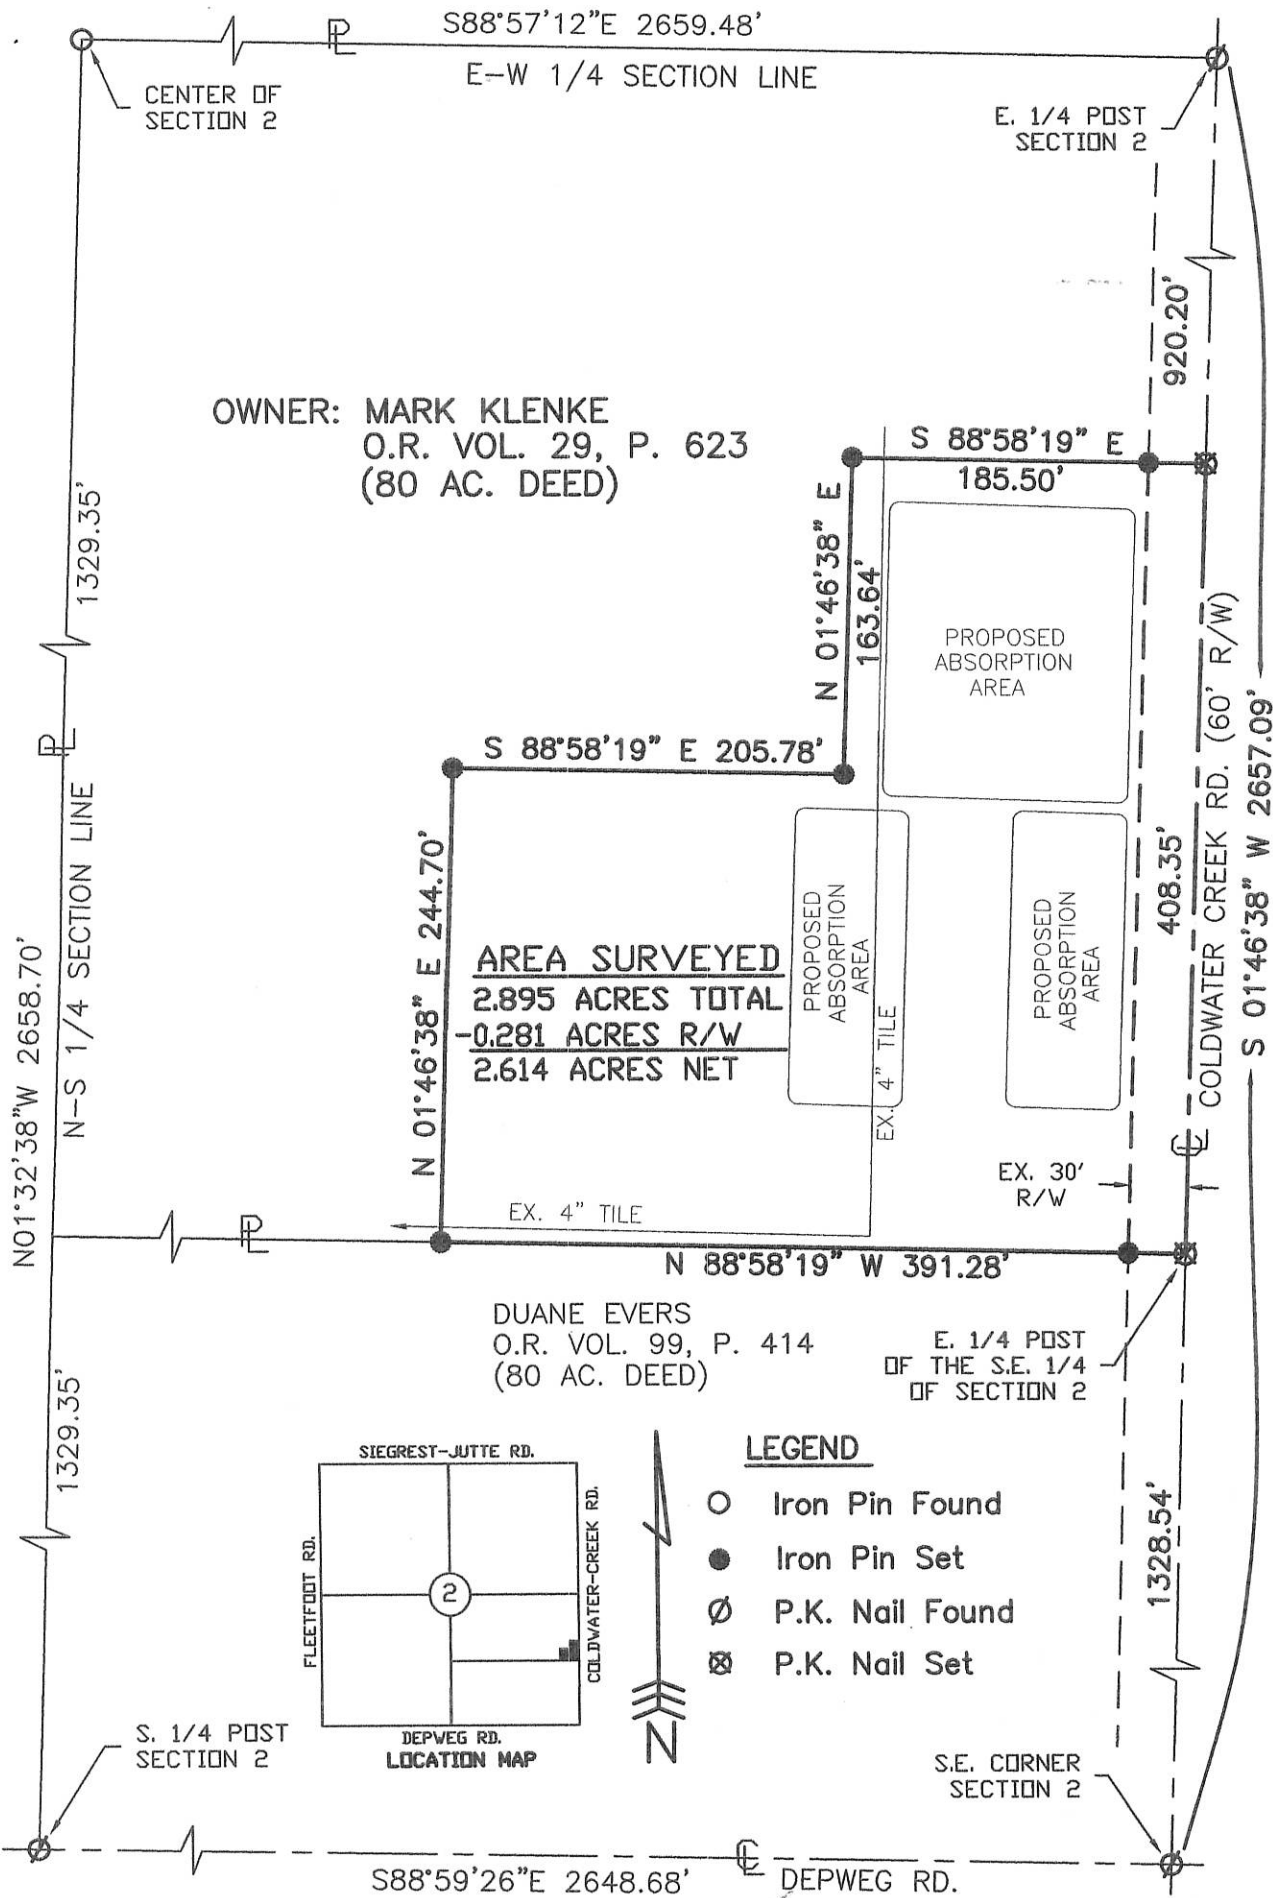 S88°57'12"E 2659.48'
E-W 1/4 SECTION LINE
CENTER OF
SECTION 2
E. 1/4 POST
SECTION 2
920.20'
OWNER: MARK KLENKE
O.R. VOL. 29, P. 623
(80 AC. DEED)
S 88°58'19" E
185.50'
1329.35'
N 01°46'38" E
163.64'
PROPOSED
ABSORPTION
AREA
COLDWATER CREEK RD. (60' R/W)
S 01°46'38" W 2657.09'
S 88°58'19" E 205.78'
PL
N-S 1/4 SECTION LINE
N01°32'38"W 2658.70'
N 01°46'38" E 244.70'
AREA SURVEYED
2.895 ACRES TOTAL
-0.281 ACRES R/W
2.614 ACRES NET
PROPOSED
ABSORPTION
AREA
PROPOSED
ABSORPTION
AREA
408.35'
EX. 4" TILE
EX. 30'
R/W
CL
PL
EX. 4" TILE
N 88°58'19" W 391.28'
DUANE EVERS
O.R. VOL. 99, P. 414
(80 AC. DEED)
E. 1/4 POST
OF THE S.E. 1/4
OF SECTION 2
1329.35'
SIEGREST-JUTTE RD.
FLEETFOOT RD.
2
COLDWATER-CREEK RD.
DEPWEG RD.
LOCATION MAP
N
LEGEND
Iron Pin Found
Iron Pin Set
P.K. Nail Found
P.K. Nail Set
1328.54'
S. 1/4 POST
SECTION 2
S.E. CORNER
SECTION 2
S88°59'26"E 2648.68'
CL
DEPWEG RD.
PL